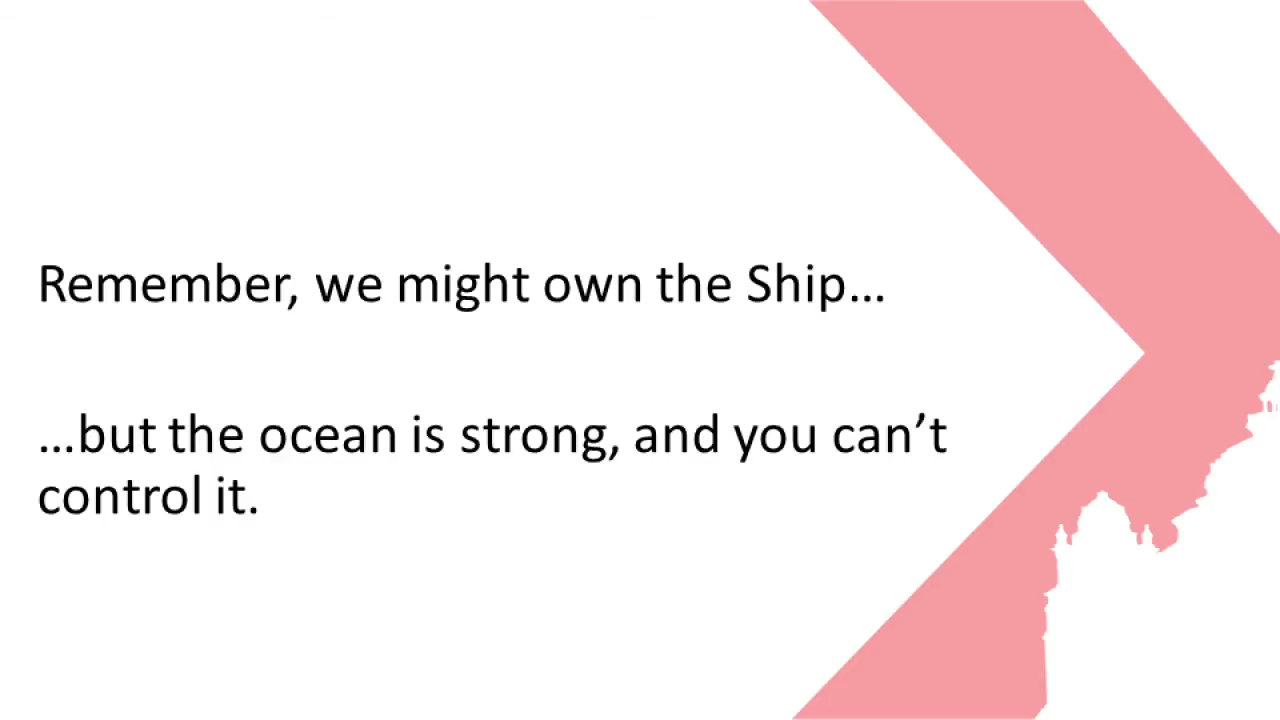 Remember, we might own the Ship…
…but the ocean is strong, and you can’t
control it.